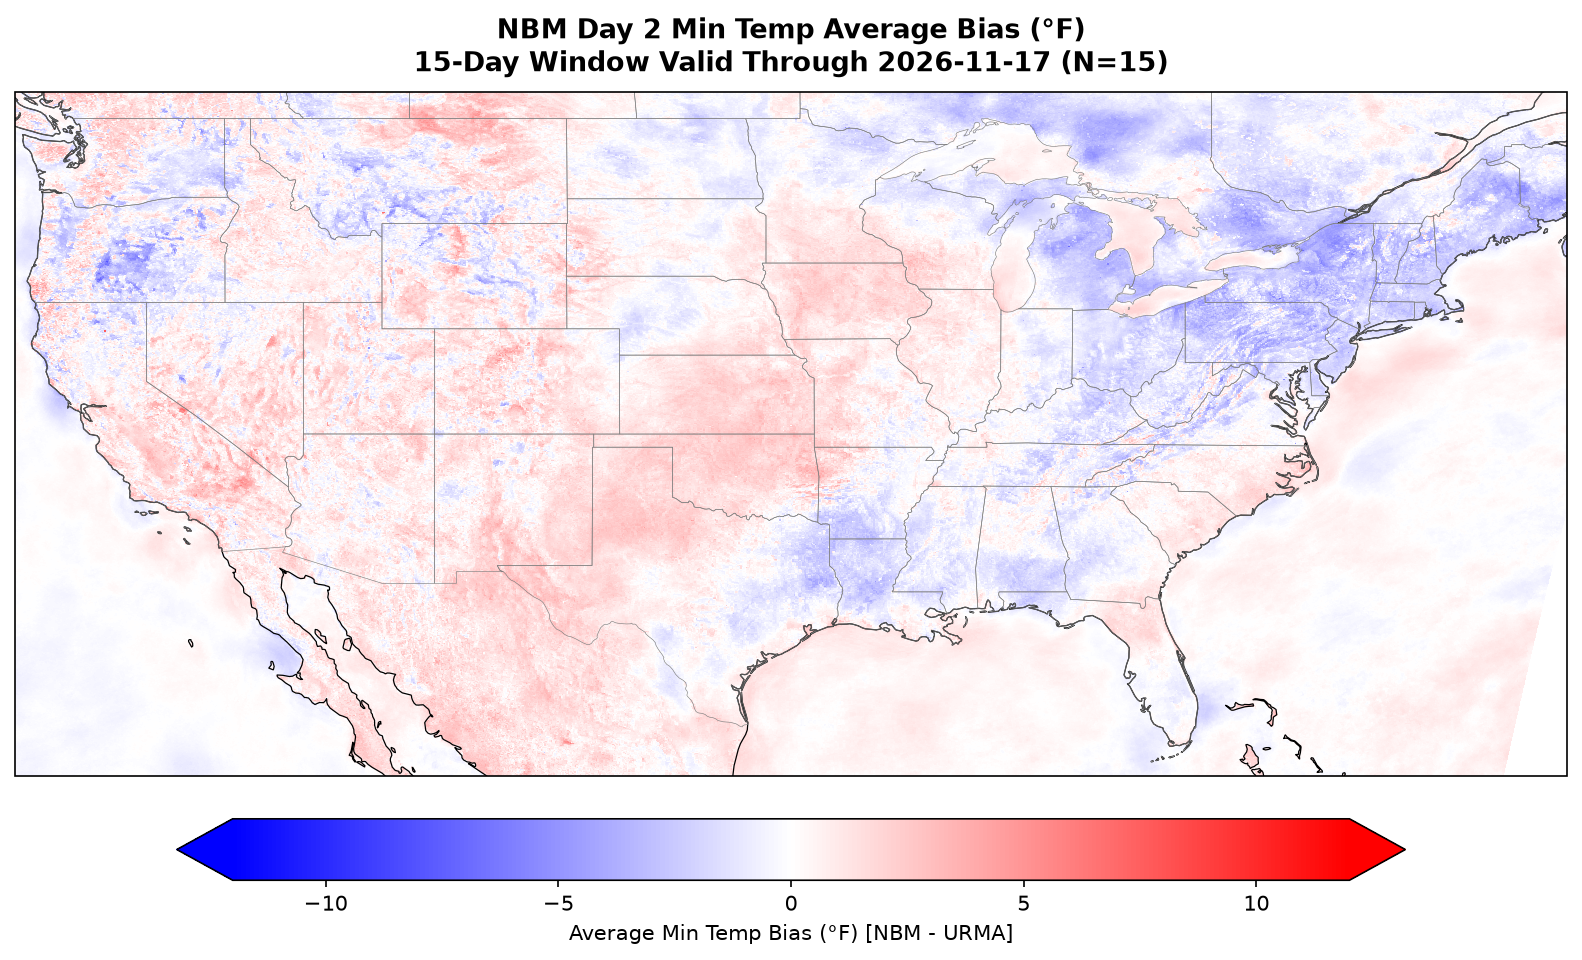 NBM Day 2 Min Temp Average Bias (°F)
15-Day Window Valid Through 2026-11-17 (N=15)
−10 −5 0 5 10
Average Min Temp Bias (°F) [NBM - URMA]